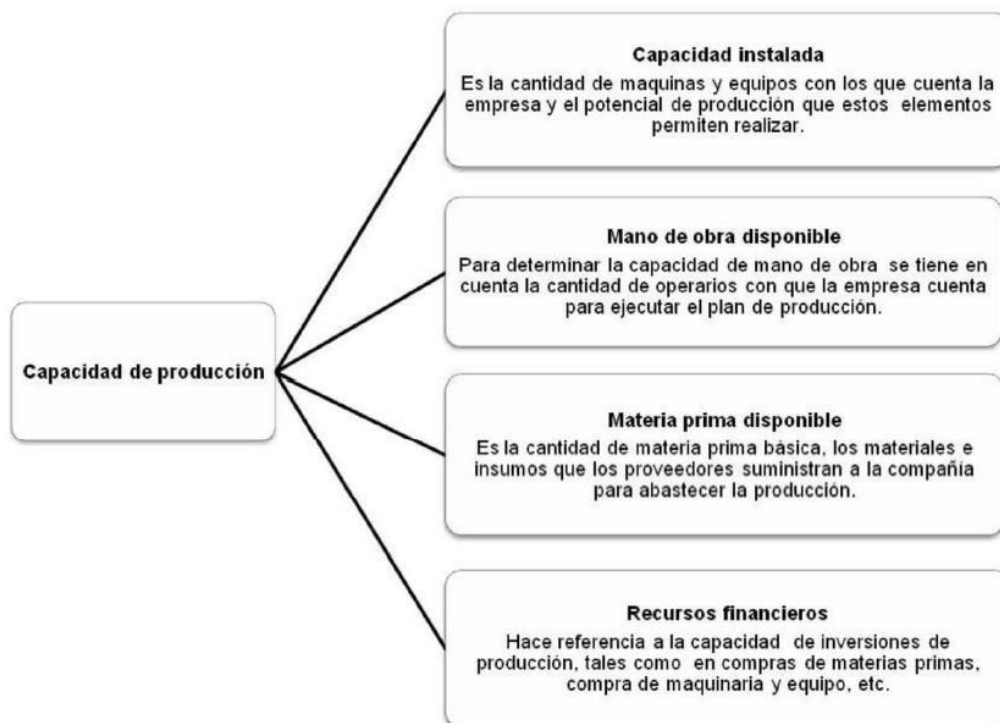 Capacidad instalada
Es la cantidad de maquinas y equipos con los que cuenta la
empresa y el potencial de producción que estos elementos
permiten realizar.
Mano de obra disponible
Para determinar la capacidad de mano de obra se tiene en
cuenta la cantidad de operarios con que la empresa cuenta
para ejecutar el plan de producción.
Capacidad de producción
Materia prima disponible
Es la cantidad de materia prima básica, los materiales e
insumos que los proveedores suministran a la compañía
para abastecer la producción.
Recursos financieros
Hace referencia a la capacidad de inversiones de
producción, tales como en compras de materias primas,
compra de maquinaria y equipo, etc.